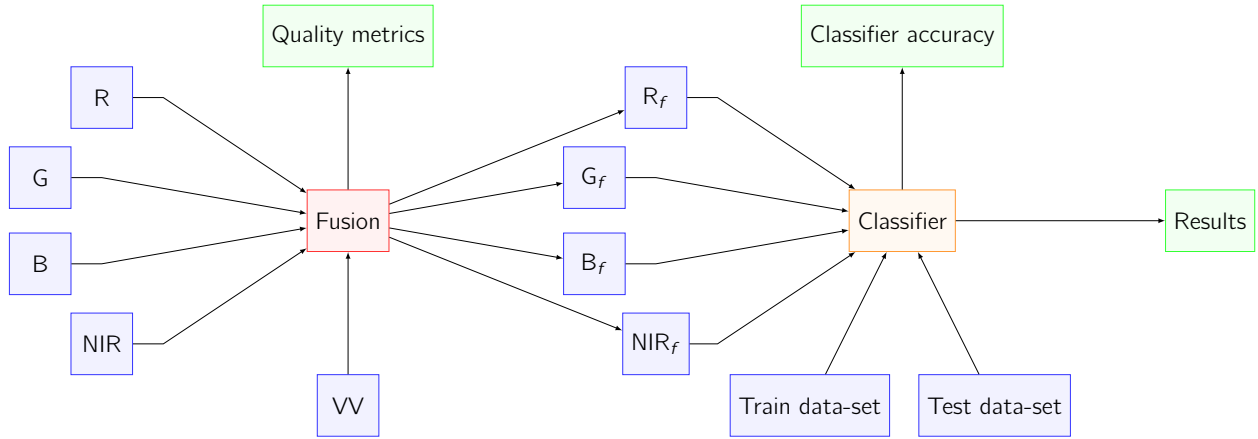 Quality metrics
Classifier accuracy
R
R_f
G
G_f
Fusion
Classifier
Results
B
B_f
NIR
NIR_f
VV
Train data-set
Test data-set